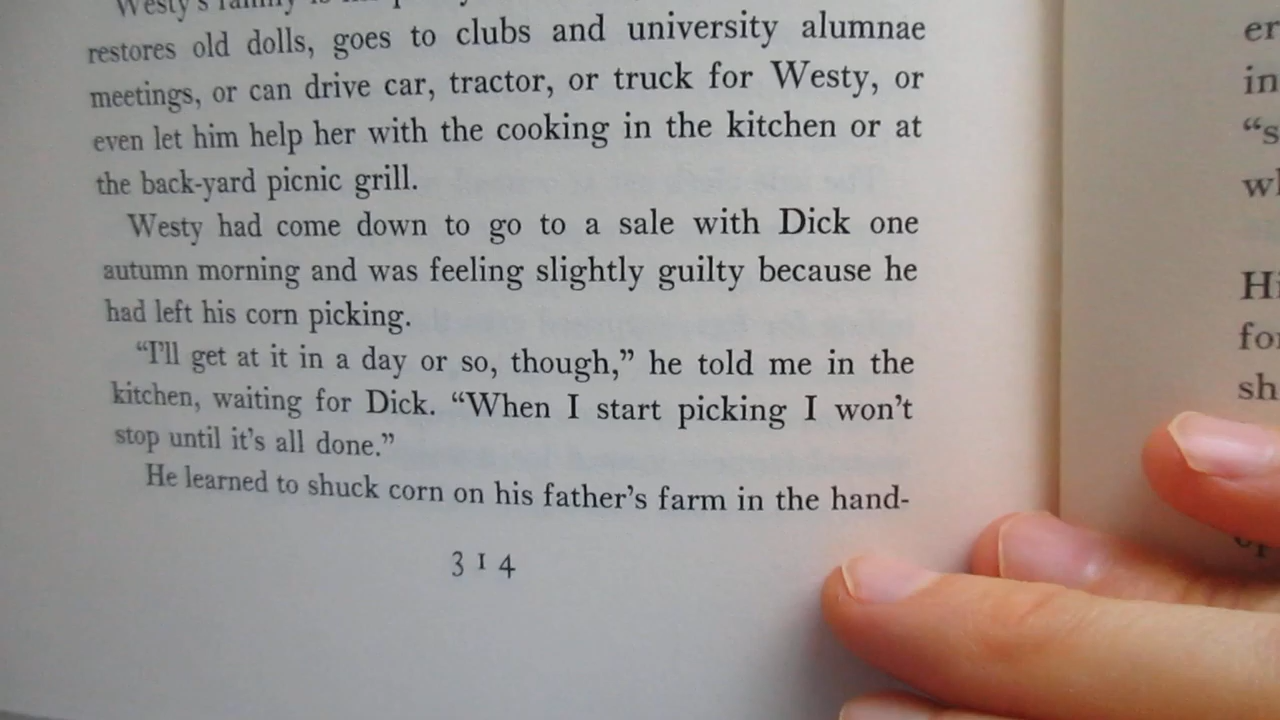 Westy's family is
restores old dolls, goes to clubs and university alumnae
meetings, or can drive car, tractor, or truck for Westy, or
even let him help her with the cooking in the kitchen or at
the back-yard picnic grill.
Westy had come down to go to a sale with Dick one
autumn morning and was feeling slightly guilty because he
had left his corn picking.
“I'll get at it in a day or so, though,” he told me in the
kitchen, waiting for Dick. “When I start picking I won't
stop until it's all done.”
He learned to shuck corn on his father's farm in the hand-
314